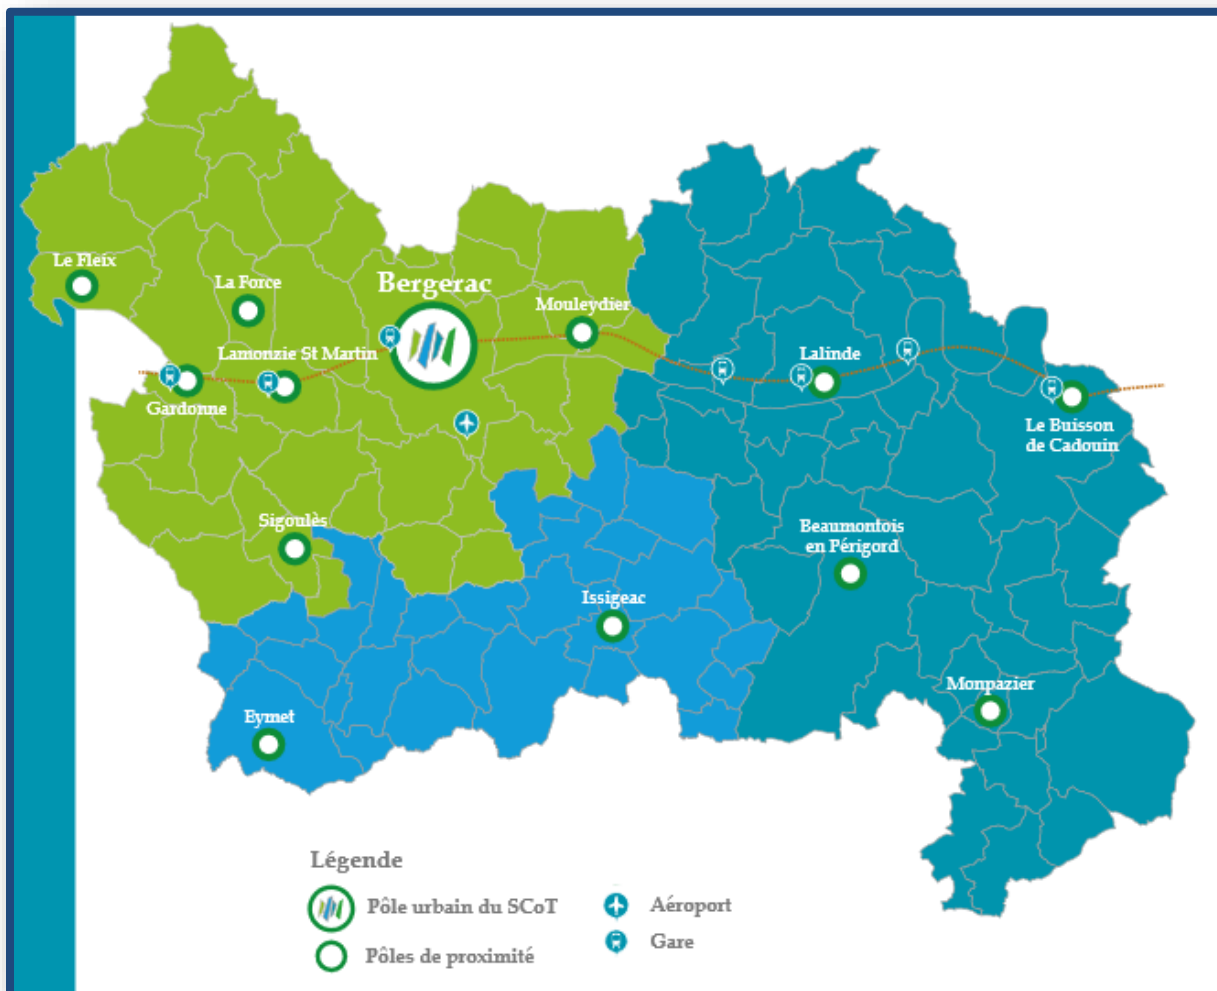 Le Fleix
La Force
Bergerac
Mouleydier
Lamonzie St Martin
Lalinde
Gardonne
Le Buisson
de Cadouin
Sigoulès
Beaumontois
en Périgord
Issigeac
Monpazier
Eymet
Légende
Pôle urbain du SCoT
Aéroport
Pôles de proximité
Gare